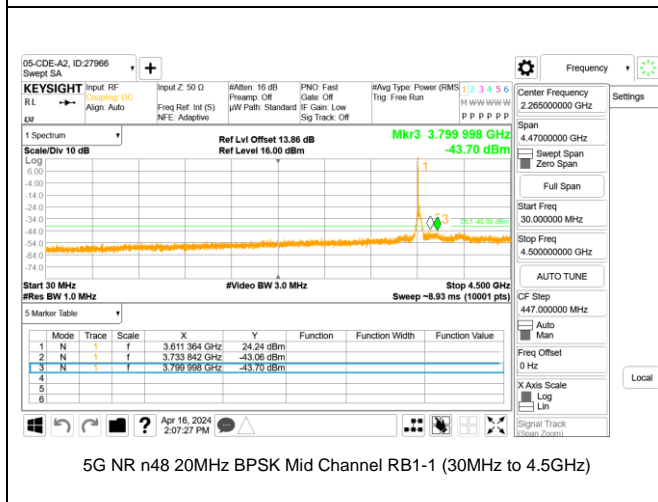 05-CDE-A2, ID:27966
Swept SA
+
Frequency
KEYSIGHT
Input: RF
Coupling: DC
Align: Auto
Input Z: 50 Ω
Freq Ref: Int (S)
NFE: Adaptive
#Atten: 16 dB
Preamp: Off
µW Path: Standard
PNO: Fast
Gate: Off
IF Gain: Low
Sig Track: Off
#Avg Type: Power (RMS
Trig: Free Run
1 2 3 4 5 6
M W W W W W
P P P P P P
RL
1 Spectrum
Scale/Div 10 dB
Log
Ref Lvl Offset 13.86 dB
Ref Level 16.00 dBm
Mkr3 3.799 998 GHz
-43.70 dBm
6.00
-4.00
-14.0
-24.0
-34.0
-44.0
-54.0
-64.0
-74.0
1
3
DL1 -40.00 dBm
Start 30 MHz
#Res BW 1.0 MHz
#Video BW 3.0 MHz
Stop 4.500 GHz
Sweep ~8.93 ms (10001 pts)
5 Marker Table
Mode Trace Scale X Y Function Function Width Function Value
1 N 1 f 3.611 364 GHz 24.24 dBm
2 N 1 f 3.733 842 GHz -43.06 dBm
3 N 1 f 3.799 998 GHz -43.70 dBm
4
5
6
Apr 16, 2024
2:07:27 PM
?
Center Frequency
2.265000000 GHz
Settings
Span
4.47000000 GHz
Swept Span
Zero Span
Full Span
Start Freq
30.000000 MHz
Stop Freq
4.500000000 GHz
AUTO TUNE
CF Step
447.000000 MHz
Auto
Man
Freq Offset
0 Hz
X Axis Scale
Log
Lin
Signal Track
(Span Zoom)
Local
5G NR n48 20MHz BPSK Mid Channel RB1-1 (30MHz to 4.5GHz)